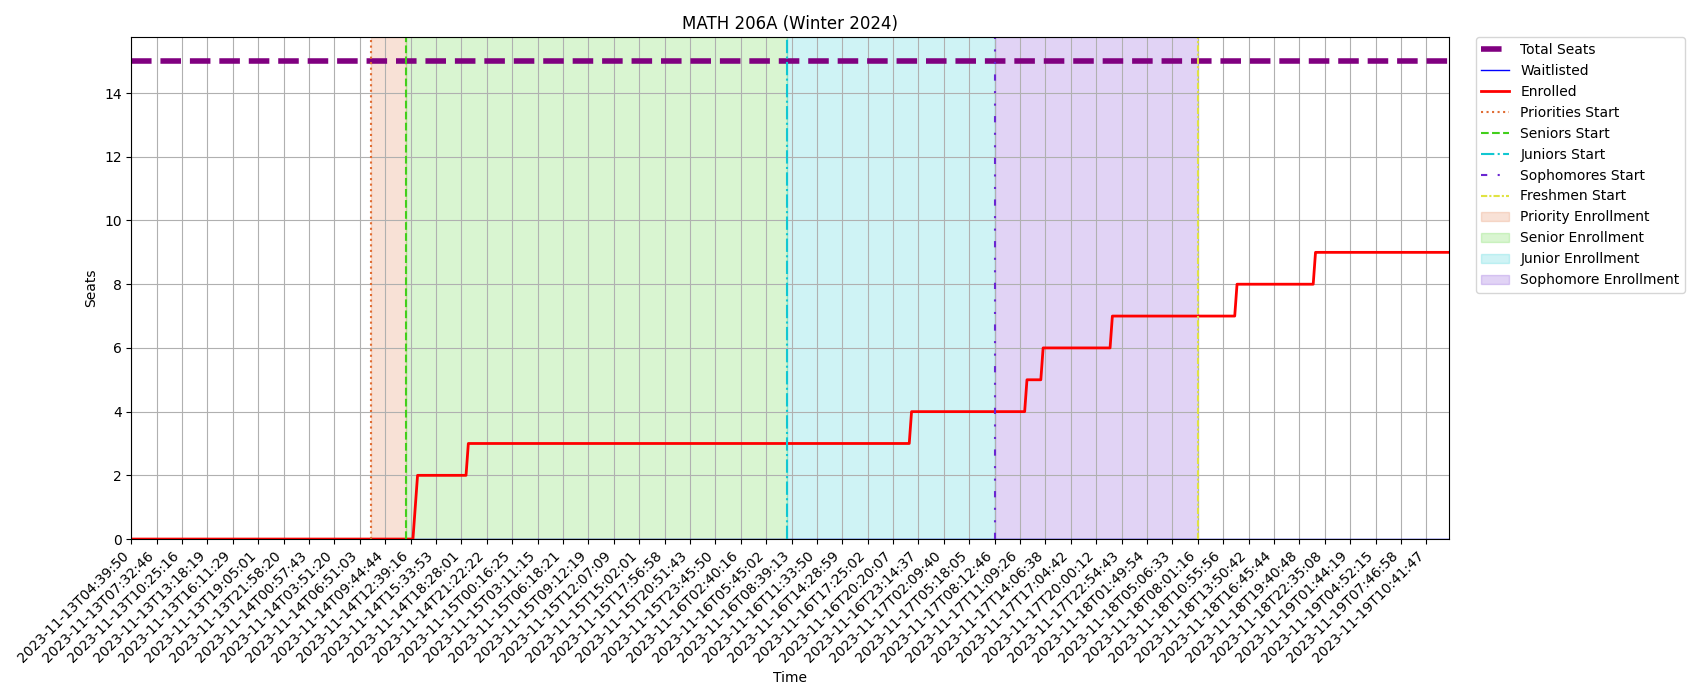 MATH 206A (Winter 2024)
Seats
14
12
10
8
6
4
2
0
2023-11-13T04:39:50
2023-11-13T07:32:46
2023-11-13T10:25:16
2023-11-13T13:18:19
2023-11-13T16:11:29
2023-11-13T19:05:01
2023-11-13T21:58:20
2023-11-14T00:57:43
2023-11-14T03:51:20
2023-11-14T06:51:03
2023-11-14T09:44:44
2023-11-14T12:39:16
2023-11-14T15:33:53
2023-11-14T18:28:01
2023-11-14T21:22:22
2023-11-15T00:16:25
2023-11-15T03:11:15
2023-11-15T06:18:21
2023-11-15T09:12:19
2023-11-15T12:07:09
2023-11-15T15:02:01
2023-11-15T17:56:58
2023-11-15T20:51:43
2023-11-15T23:45:50
2023-11-16T02:40:16
2023-11-16T05:45:02
2023-11-16T08:39:13
2023-11-16T11:33:50
2023-11-16T14:28:59
2023-11-16T17:25:02
2023-11-16T20:20:07
2023-11-16T23:14:37
2023-11-17T02:09:40
2023-11-17T05:18:05
2023-11-17T08:12:46
2023-11-17T11:09:26
2023-11-17T14:06:38
2023-11-17T17:04:42
2023-11-17T20:00:12
2023-11-17T22:54:43
2023-11-18T01:49:54
2023-11-18T05:06:33
2023-11-18T08:01:16
2023-11-18T10:55:56
2023-11-18T13:50:42
2023-11-18T16:45:44
2023-11-18T19:40:48
2023-11-18T22:35:08
2023-11-19T01:44:19
2023-11-19T04:52:15
2023-11-19T07:46:58
2023-11-19T10:41:47
Time
Total Seats
Waitlisted
Enrolled
Priorities Start
Seniors Start
Juniors Start
Sophomores Start
Freshmen Start
Priority Enrollment
Senior Enrollment
Junior Enrollment
Sophomore Enrollment